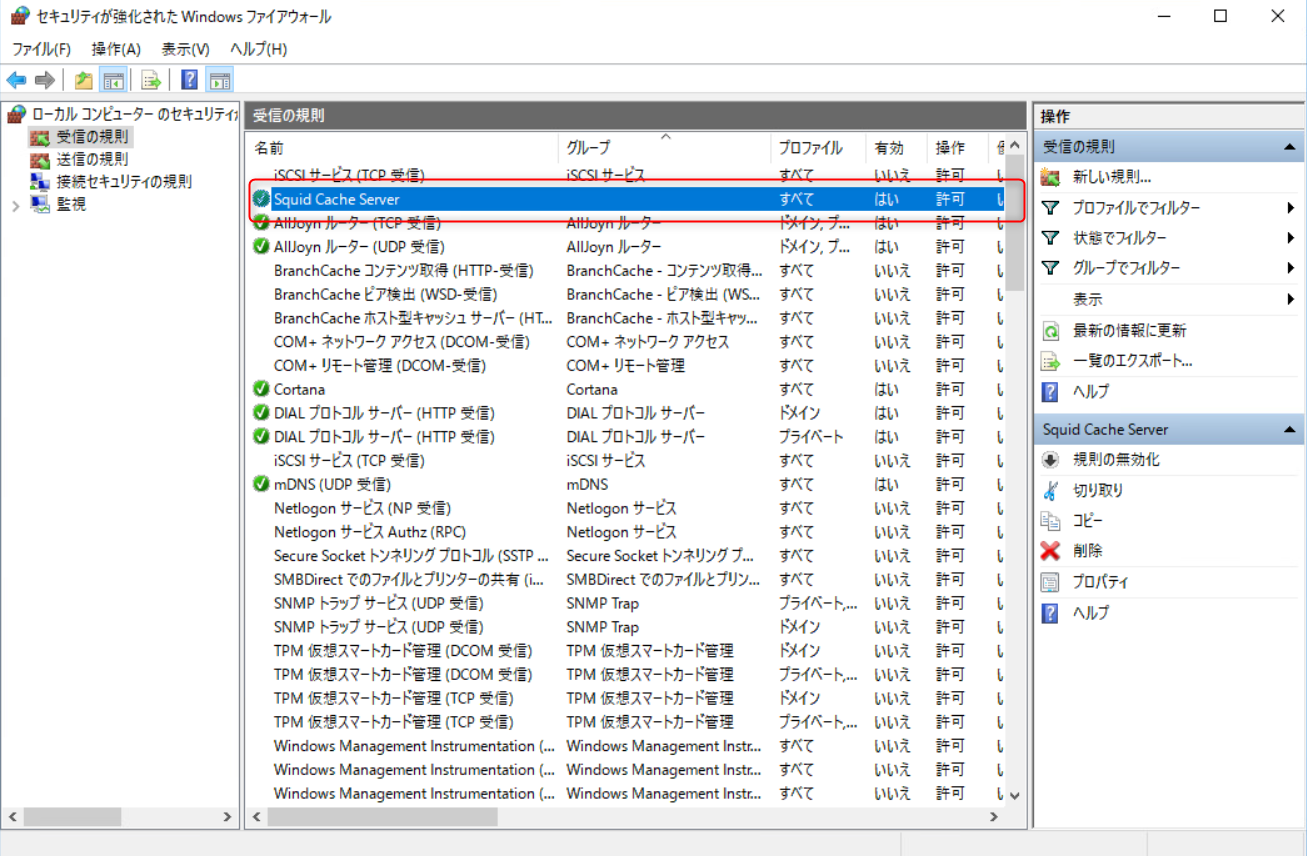 セキュリティが強化された Windows ファイアウォール
ファイル(F) 操作(A) 表示(V) ヘルプ(H)
ローカル コンピューター のセキュリティ
受信の規則
送信の規則
接続セキュリティの規則
監視
受信の規則
名前 グループ プロファイル 有効 操作
iSCSI サービス (TCP 受信) iSCSI サービス すべて いいえ 許可
Squid Cache Server すべて はい 許可
AllJoyn ルーター (TCP 受信) AllJoyn ルーター ドメイン, プ... はい 許可
AllJoyn ルーター (UDP 受信) AllJoyn ルーター ドメイン, プ... はい 許可
BranchCache コンテンツ取得 (HTTP-受信) BranchCache - コンテンツ取得... すべて いいえ 許可
BranchCache ピア検出 (WSD-受信) BranchCache - ピア検出 (WS... すべて いいえ 許可
BranchCache ホスト型キャッシュ サーバー (HT... BranchCache - ホスト型キャッ... すべて いいえ 許可
COM+ ネットワーク アクセス (DCOM-受信) COM+ ネットワーク アクセス すべて いいえ 許可
COM+ リモート管理 (DCOM-受信) COM+ リモート管理 すべて いいえ 許可
Cortana Cortana すべて はい 許可
DIAL プロトコル サーバー (HTTP 受信) DIAL プロトコル サーバー ドメイン はい 許可
DIAL プロトコル サーバー (HTTP 受信) DIAL プロトコル サーバー プライベート はい 許可
iSCSI サービス (TCP 受信) iSCSI サービス すべて いいえ 許可
mDNS (UDP 受信) mDNS すべて はい 許可
Netlogon サービス (NP 受信) Netlogon サービス すべて いいえ 許可
Netlogon サービス Authz (RPC) Netlogon サービス すべて いいえ 許可
Secure Socket トンネリング プロトコル (SSTP ... Secure Socket トンネリング プ... すべて いいえ 許可
SMBDirect でのファイルとプリンターの共有 (i... SMBDirect でのファイルとプリン... すべて いいえ 許可
SNMP トラップ サービス (UDP 受信) SNMP Trap プライベート,... いいえ 許可
SNMP トラップ サービス (UDP 受信) SNMP Trap ドメイン いいえ 許可
TPM 仮想スマートカード管理 (DCOM 受信) TPM 仮想スマートカード管理 ドメイン いいえ 許可
TPM 仮想スマートカード管理 (DCOM 受信) TPM 仮想スマートカード管理 プライベート,... いいえ 許可
TPM 仮想スマートカード管理 (TCP 受信) TPM 仮想スマートカード管理 ドメイン いいえ 許可
TPM 仮想スマートカード管理 (TCP 受信) TPM 仮想スマートカード管理 プライベート,... いいえ 許可
Windows Management Instrumentation (... Windows Management Instr... すべて いいえ 許可
Windows Management Instrumentation (... Windows Management Instr... すべて いいえ 許可
Windows Management Instrumentation (... Windows Management Instr... すべて いいえ 許可
操作
受信の規則
新しい規則...
プロファイルでフィルター
状態でフィルター
グループでフィルター
表示
最新の情報に更新
一覧のエクスポート...
ヘルプ
Squid Cache Server
規則の無効化
切り取り
コピー
削除
プロパティ
ヘルプ